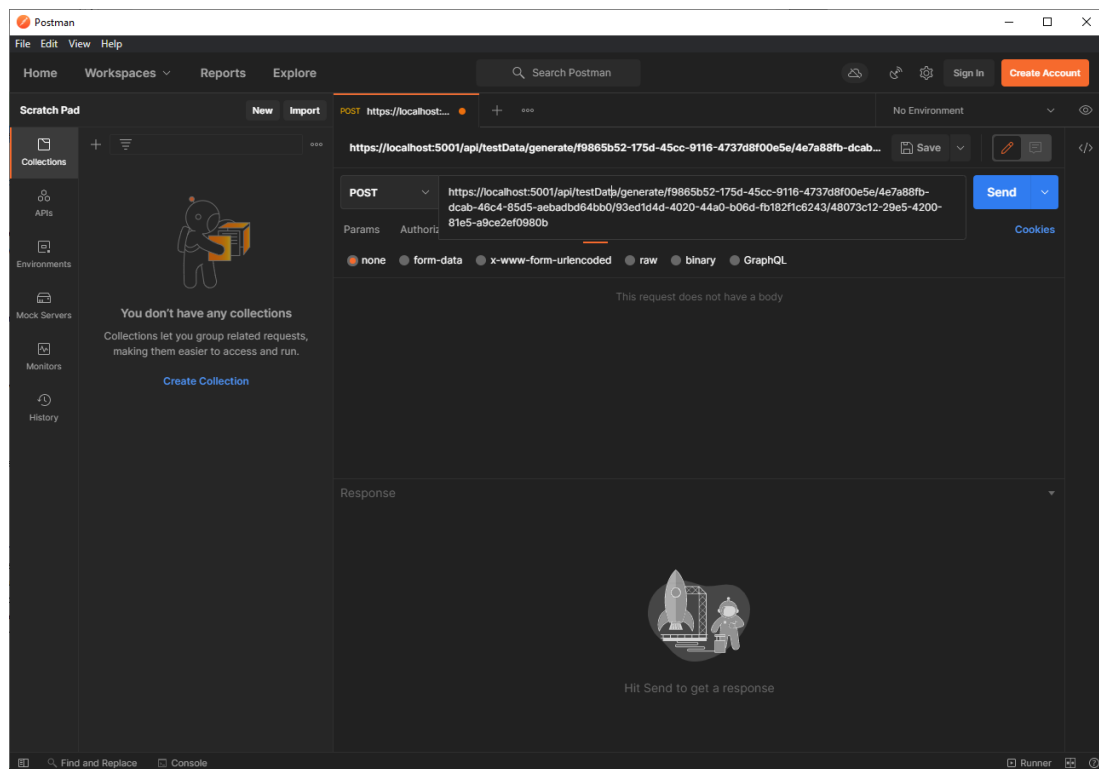 Postman
File Edit View Help
Home Workspaces Reports Explore Search Postman Sign In Create Account
Scratch Pad New Import POST https://localhost:... No Environment
Collections
APIs
Environments
Mock Servers
Monitors
History
You don't have any collections
Collections let you group related requests,
making them easier to access and run.
Create Collection
https://localhost:5001/api/testData/generate/f9865b52-175d-45cc-9116-4737d8f00e5e/4e7a88fb-dcab... Save
POST https://localhost:5001/api/testData/generate/f9865b52-175d-45cc-9116-4737d8f00e5e/4e7a88fb-
dcab-46c4-85d5-aebadbd64bb0/93ed1d4d-4020-44a0-b06d-fb182f1c6243/48073c12-29e5-4200-
81e5-a9ce2ef0980b
Send
Params Authoriz Cookies
none form-data x-www-form-urlencoded raw binary GraphQL
This request does not have a body
Response
Hit Send to get a response
Find and Replace Console Runner